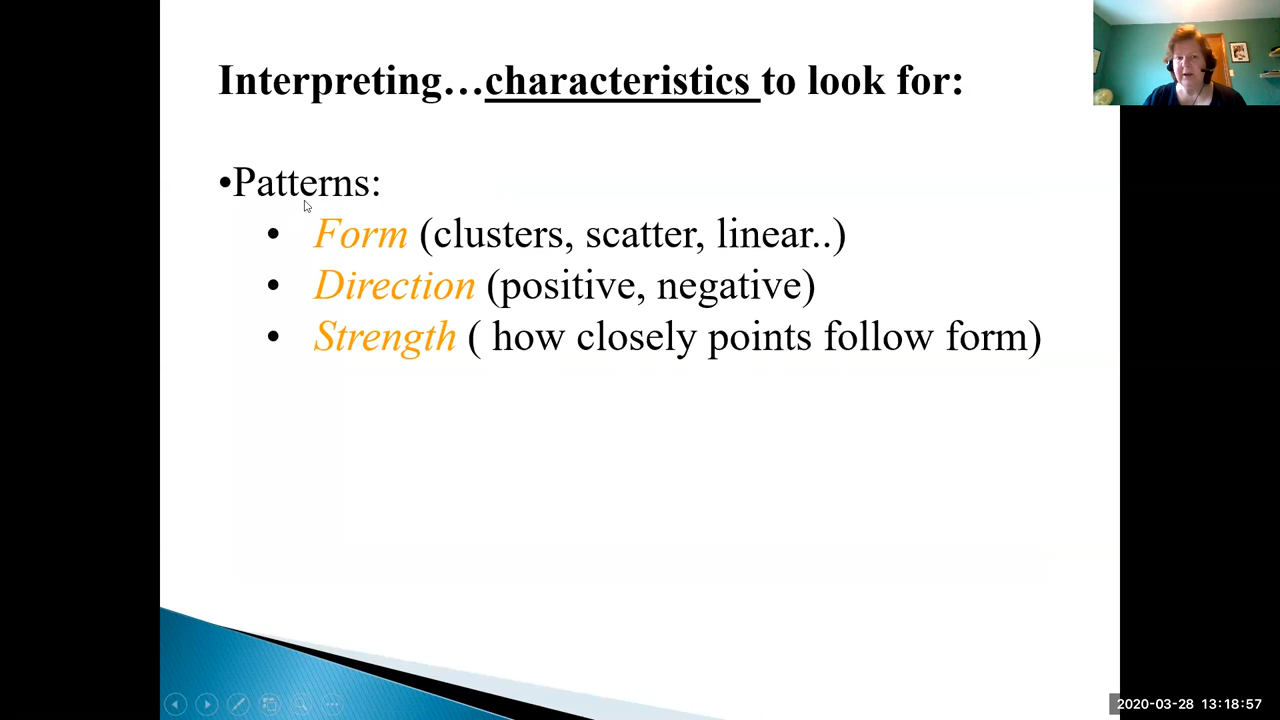 Interpreting…characteristics to look for:
•Patterns:
• Form (clusters, scatter, linear..)
• Direction (positive, negative)
• Strength ( how closely points follow form)
2020-03-28 13:18:57